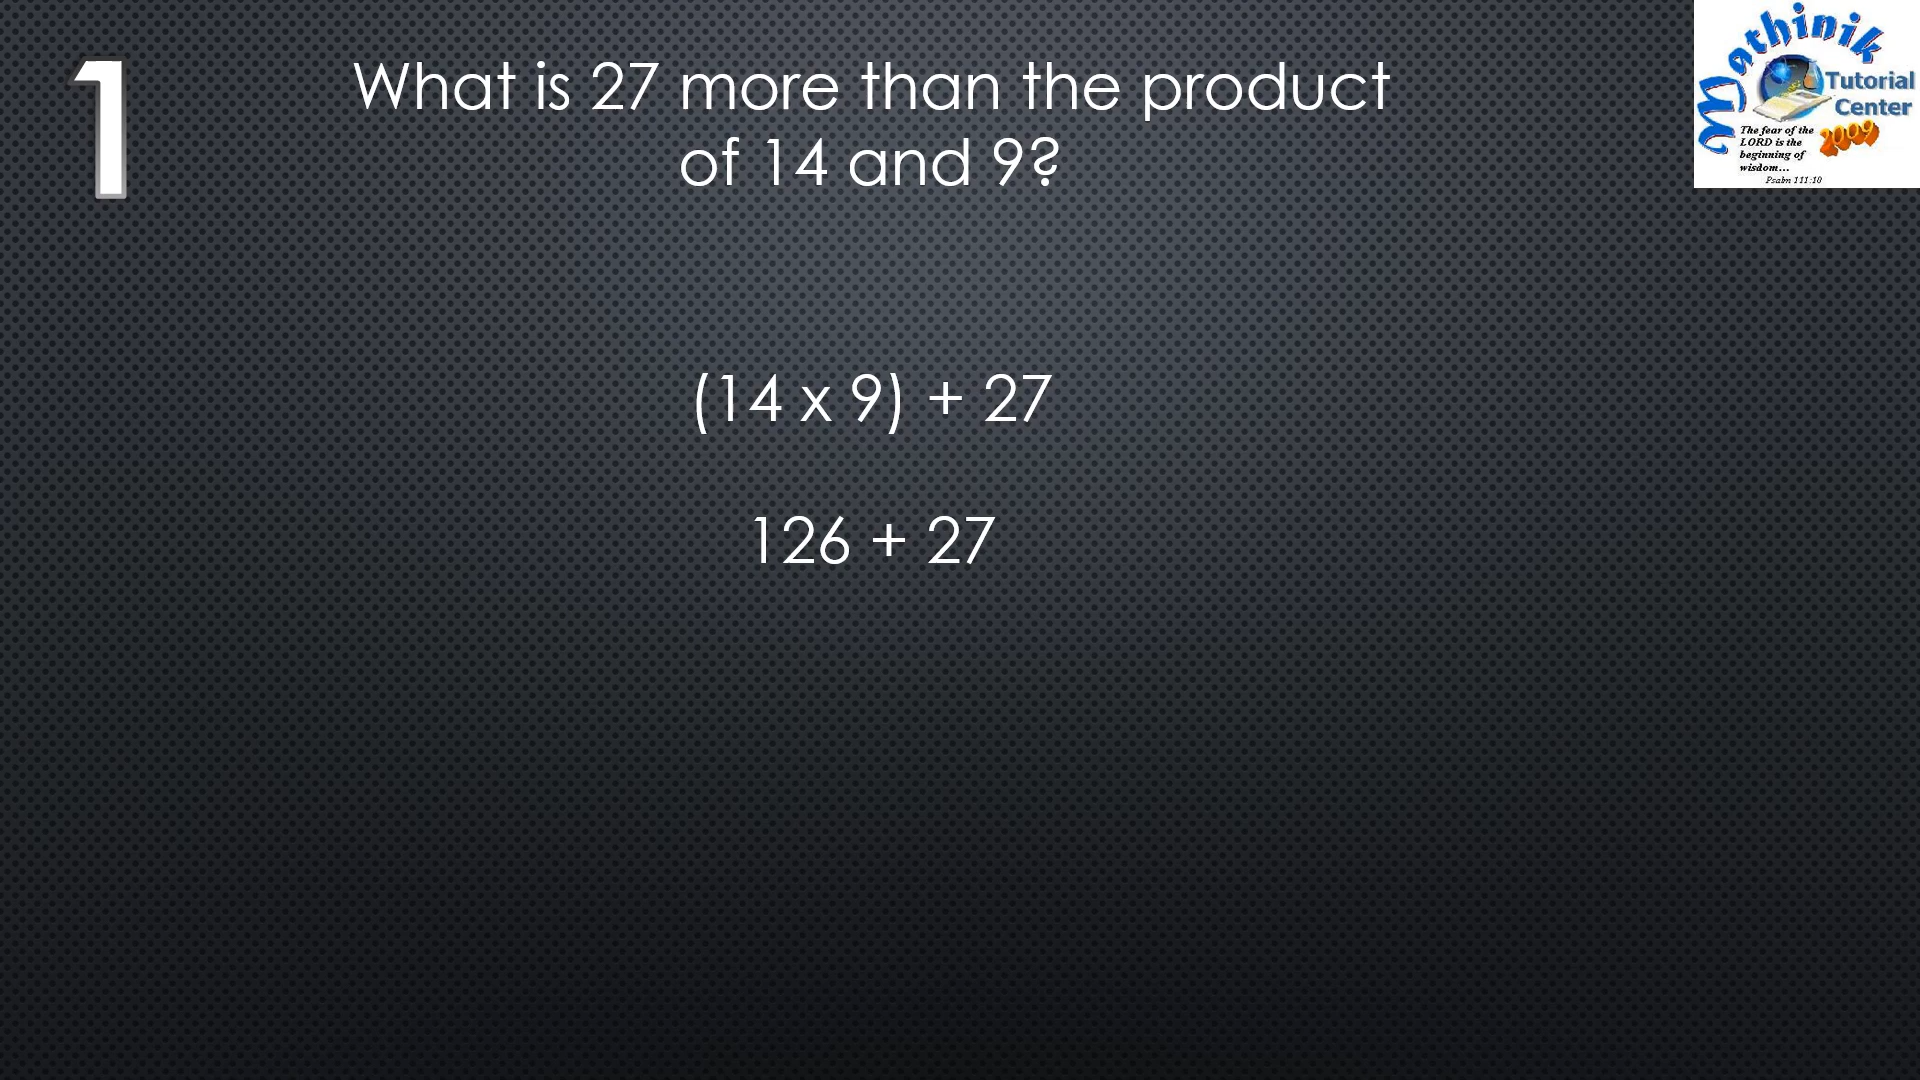 1
What is 27 more than the product
of 14 and 9?
(14 x 9) + 27
126 + 27
Mathinik
Tutorial
Center
2009
The fear of the
LORD is the
beginning of
wisdom...
Psalm 111:10